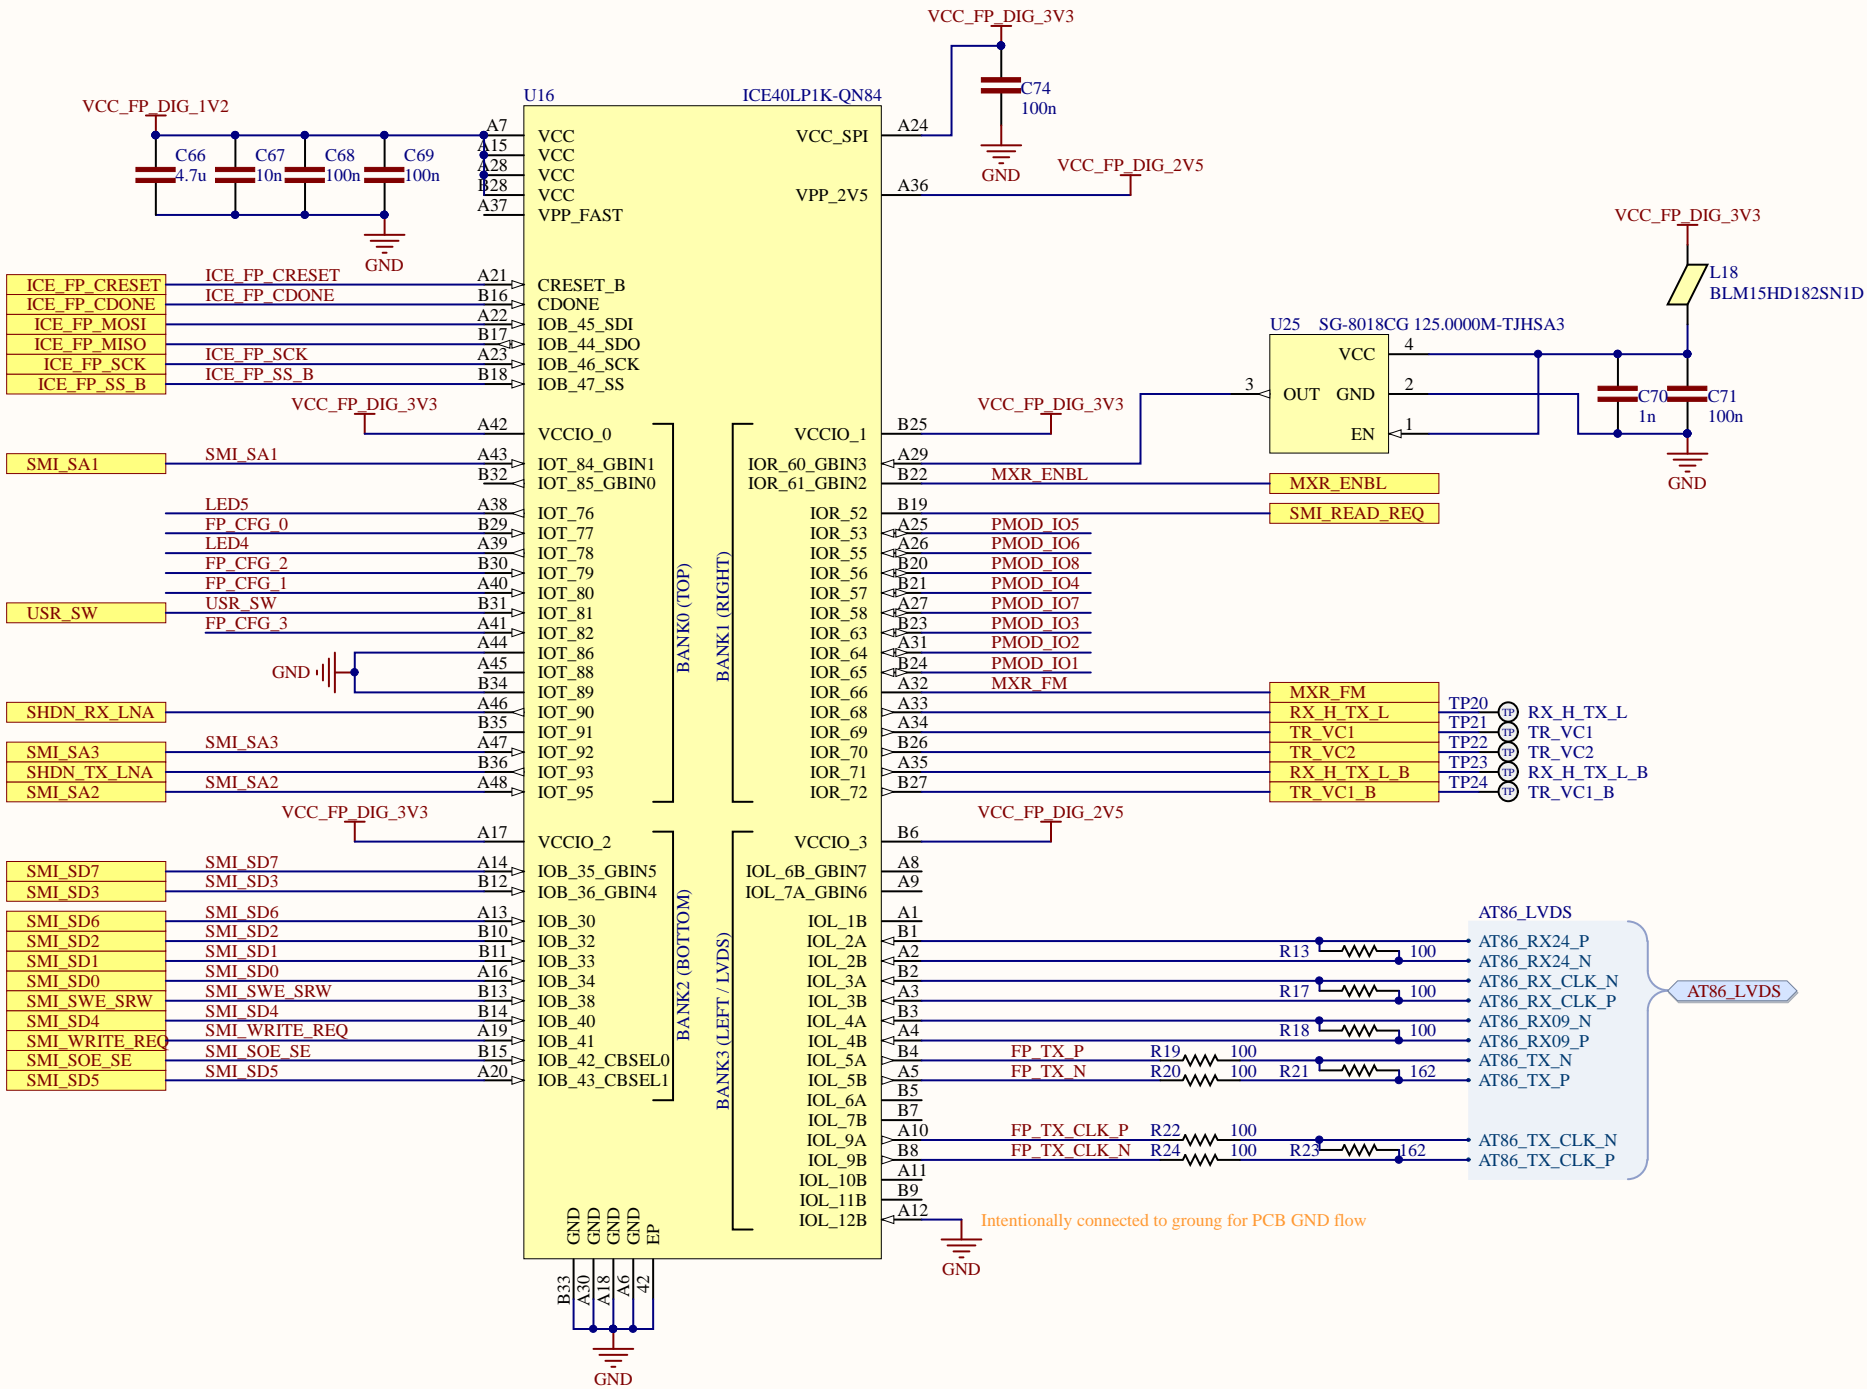 VCC_FP_DIG_3V3
C74
100n
GND
VCC_FP_DIG_1V2
C66
4.7u
C67
10n
C68
100n
C69
100n
GND
U16 ICE40LP1K-QN84
A7 VCC
A15 VCC
A28 VCC
B28 VCC
A37 VPP_FAST
VCC_SPI A24
VPP_2V5 A36
VCC_FP_DIG_2V5
ICE_FP_CRESET ICE_FP_CRESET A21 CRESET_B
ICE_FP_CDONE ICE_FP_CDONE B16 CDONE
ICE_FP_MOSI A22 IOB_45_SDI
ICE_FP_MISO B17 IOB_44_SDO
ICE_FP_SCK ICE_FP_SCK A23 IOB_46_SCK
ICE_FP_SS_B ICE_FP_SS_B B18 IOB_47_SS
VCC_FP_DIG_3V3
A42 VCCIO_0
SMI_SA1 SMI_SA1 A43 IOT_84_GBIN1
B32 IOT_85_GBIN0
LED5 A38 IOT_76
FP_CFG_0 B29 IOT_77
LED4 A39 IOT_78
FP_CFG_2 B30 IOT_79
FP_CFG_1 A40 IOT_80
USR_SW USR_SW B31 IOT_81
FP_CFG_3 A41 IOT_82
A44 IOT_86
GND A45 IOT_88
B34 IOT_89
SHDN_RX_LNA A46 IOT_90
B35 IOT_91
SMI_SA3 SMI_SA3 A47 IOT_92
SHDN_TX_LNA B36 IOT_93
SMI_SA2 SMI_SA2 A48 IOT_95
BANK0 (TOP)
VCC_FP_DIG_3V3
A17 VCCIO_2
SMI_SD7 SMI_SD7 A14 IOB_35_GBIN5
SMI_SD3 SMI_SD3 B12 IOB_36_GBIN4
SMI_SD6 SMI_SD6 A13 IOB_30
SMI_SD2 SMI_SD2 B10 IOB_32
SMI_SD1 SMI_SD1 B11 IOB_33
SMI_SD0 SMI_SD0 A16 IOB_34
SMI_SWE_SRW SMI_SWE_SRW B13 IOB_38
SMI_SD4 SMI_SD4 B14 IOB_40
SMI_WRITE_REQ SMI_WRITE_REQ A19 IOB_41
SMI_SOE_SE SMI_SOE_SE B15 IOB_42_CBSEL0
SMI_SD5 SMI_SD5 A20 IOB_43_CBSEL1
BANK2 (BOTTOM)
VCC_FP_DIG_3V3
L18
BLM15HD182SN1D
U25 SG-8018CG 125.0000M-TJHSA3
VCC 4
3 OUT GND 2
EN 1
C70
1n
C71
100n
GND
VCC_FP_DIG_3V3
VCCIO_1 B25
IOR_60_GBIN3 A29
IOR_61_GBIN2 B22 MXR_ENBL MXR_ENBL
IOR_52 B19 SMI_READ_REQ
IOR_53 A25 PMOD_IO5
IOR_55 A26 PMOD_IO6
IOR_56 B20 PMOD_IO8
IOR_57 B21 PMOD_IO4
IOR_58 A27 PMOD_IO7
IOR_63 B23 PMOD_IO3
IOR_64 A31 PMOD_IO2
IOR_65 B24 PMOD_IO1
IOR_66 A32 MXR_FM MXR_FM
IOR_68 A33 RX_H_TX_L TP20 TP RX_H_TX_L
IOR_69 A34 TR_VC1 TP21 TP TR_VC1
IOR_70 B26 TR_VC2 TP22 TP TR_VC2
IOR_71 A35 RX_H_TX_L_B TP23 TP RX_H_TX_L_B
IOR_72 B27 TR_VC1_B TP24 TP TR_VC1_B
BANK1 (RIGHT)
VCC_FP_DIG_2V5
VCCIO_3 B6
IOL_6B_GBIN7 A8
IOL_7A_GBIN6 A9
IOL_1B A1
AT86_LVDS
IOL_2A B1 AT86_RX24_P
R13 100
IOL_2B A2 AT86_RX24_N
IOL_3A B2 AT86_RX_CLK_N
R17 100
IOL_3B A3 AT86_RX_CLK_P
IOL_4A B3 AT86_RX09_N
R18 100
IOL_4B A4 AT86_RX09_P
IOL_5A B4 FP_TX_P R19 100 AT86_TX_N
IOL_5B A5 FP_TX_N R20 100 R21 162 AT86_TX_P
IOL_6A B5
IOL_7B B7
IOL_9A A10 FP_TX_CLK_P R22 100 AT86_TX_CLK_N
IOL_9B B8 FP_TX_CLK_N R24 100 R23 162 AT86_TX_CLK_P
IOL_10B A11
IOL_11B B9
IOL_12B A12
BANK3 (LEFT / LVDS)
AT86_LVDS
Intentionally connected to groung for PCB GND flow
GND
GND GND GND GND EP
B33 A30 A18 A6 42
GND